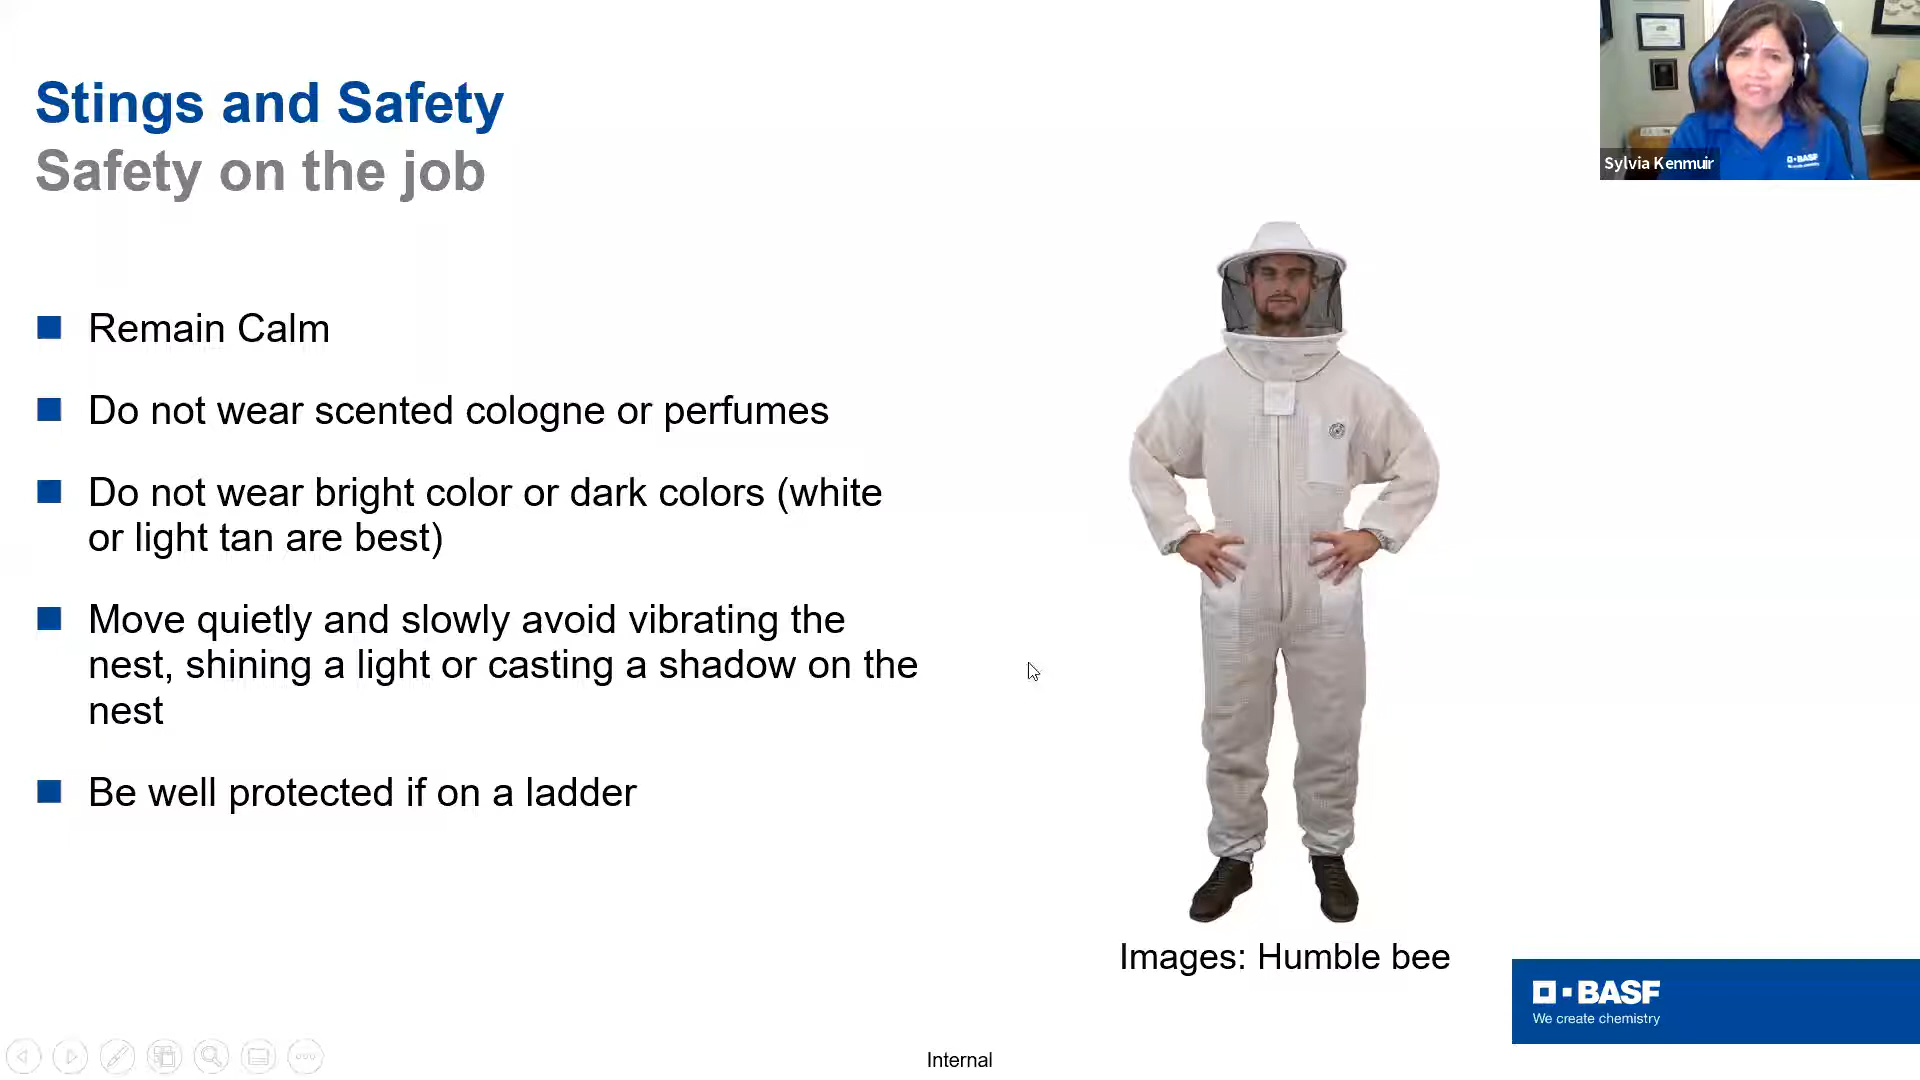 Stings and Safety
Safety on the job
Remain Calm
Do not wear scented cologne or perfumes
Do not wear bright color or dark colors (white
or light tan are best)
Move quietly and slowly avoid vibrating the
nest, shining a light or casting a shadow on the
nest
Be well protected if on a ladder
Sylvia Kenmuir
BASF
Images: Humble bee
BASF
We create chemistry
Internal